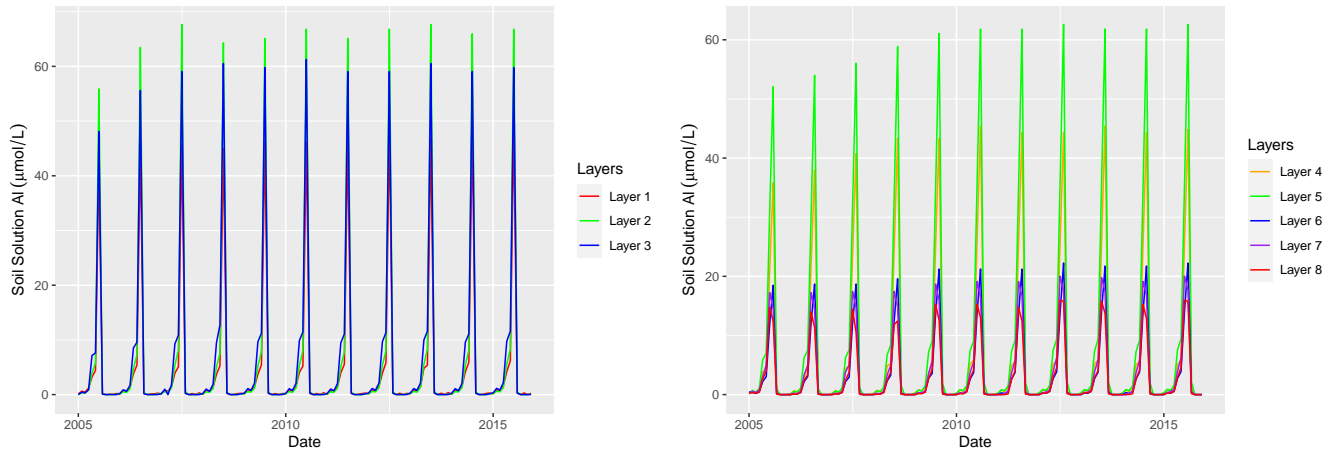 Soil Solution Al (μmol/L)
60
40
20
0
2005
2010
2015
Date
Layers
Layer 1
Layer 2
Layer 3
Soil Solution Al (μmol/L)
60
40
20
0
2005
2010
2015
Date
Layers
Layer 4
Layer 5
Layer 6
Layer 7
Layer 8